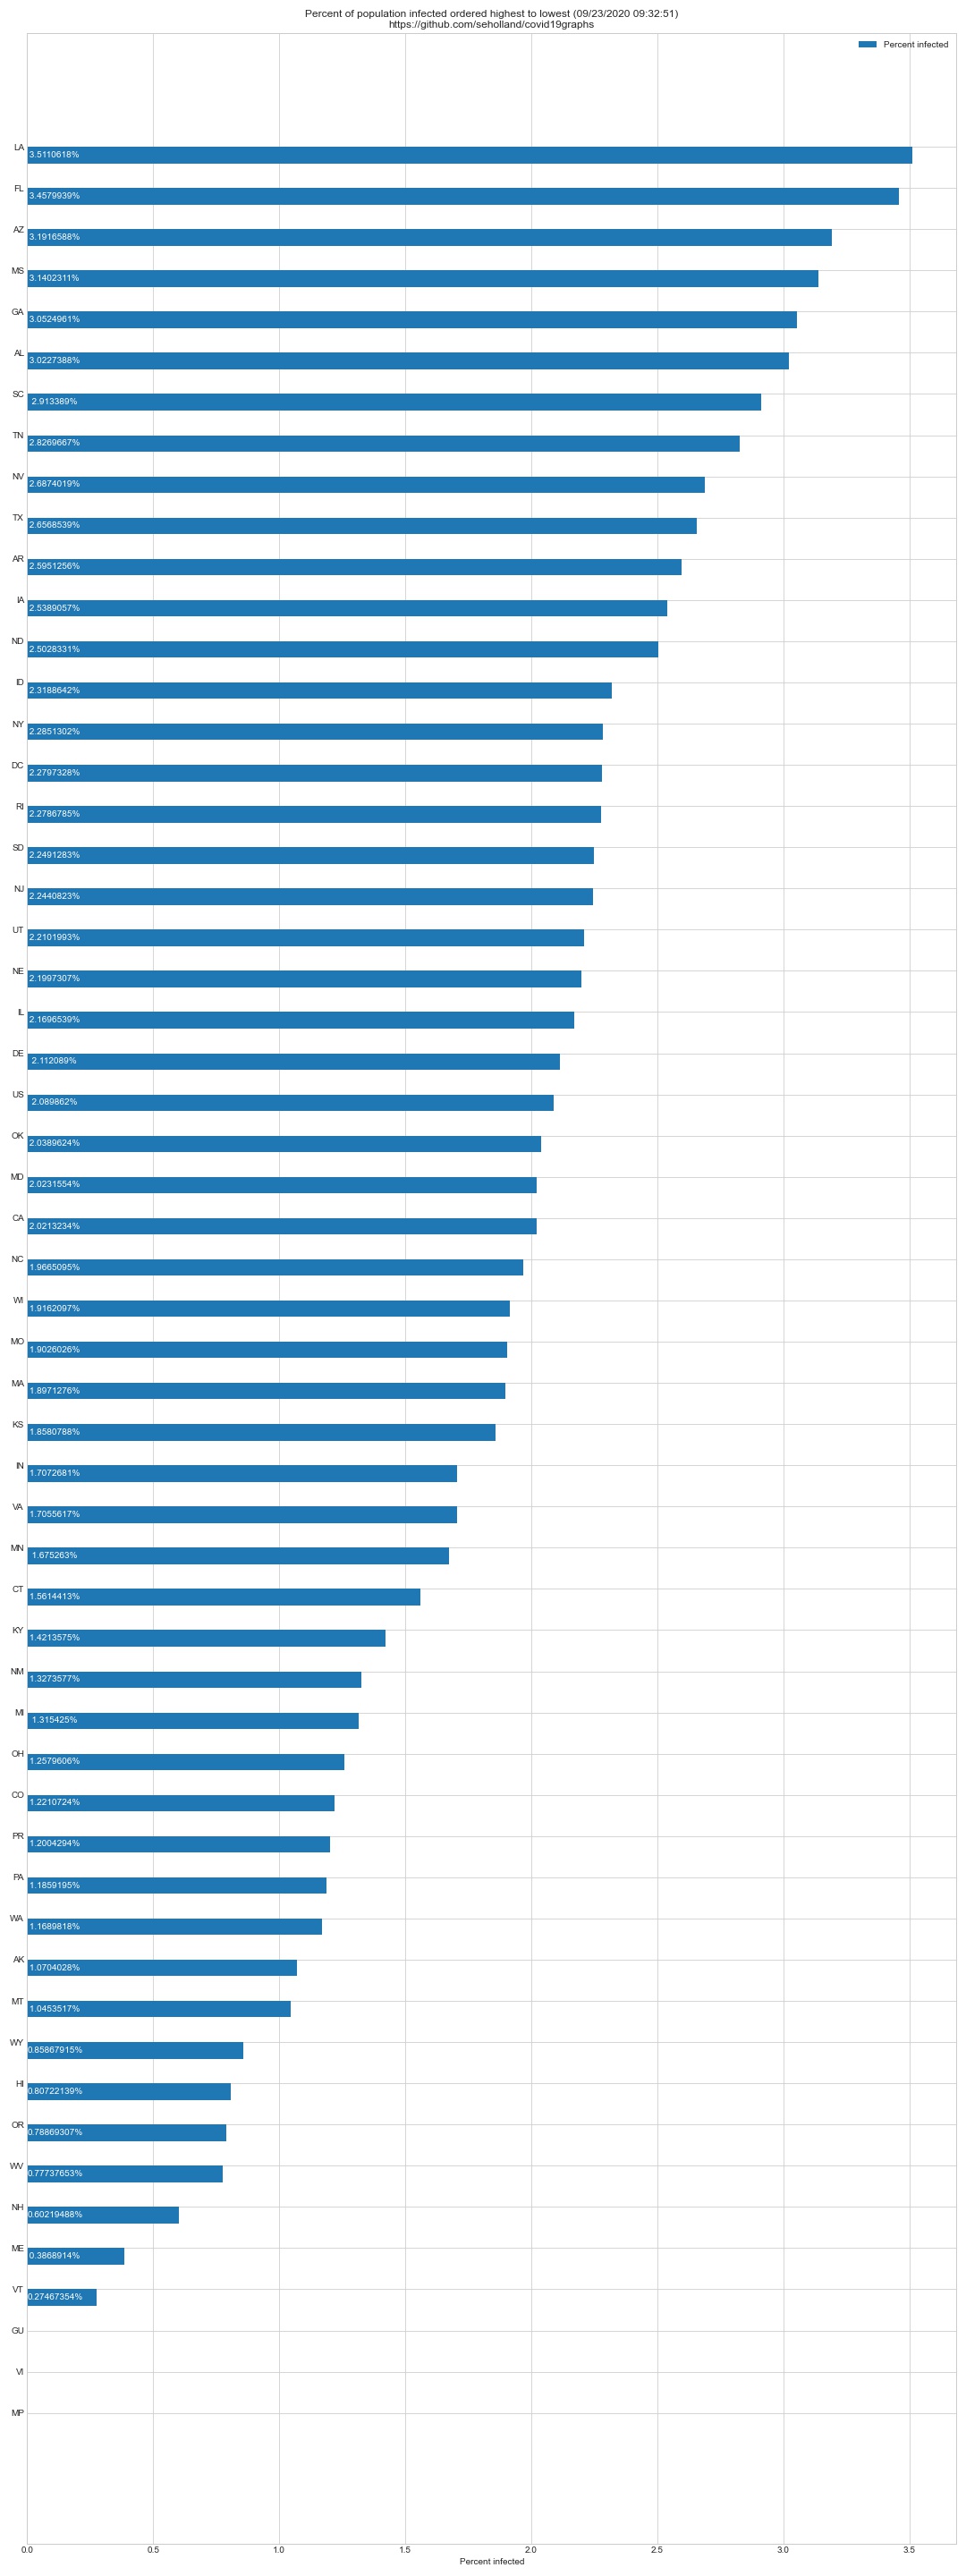 Percent of population infected ordered highest to lowest (09/23/2020 09:32:51)
https://github.com/seholland/covid19graphs
Percent infected
LA 3.5110618%
FL 3.4579939%
AZ 3.1916588%
MS 3.1402311%
GA 3.0524961%
AL 3.0227388%
SC 2.913389%
TN 2.8269667%
NV 2.6874019%
TX 2.6568539%
AR 2.5951256%
IA 2.5389057%
ND 2.5028331%
ID 2.3188642%
NY 2.2851302%
DC 2.2797328%
RI 2.2786785%
SD 2.2491283%
NJ 2.2440823%
UT 2.2101993%
NE 2.1997307%
IL 2.1696539%
DE 2.112089%
US 2.089862%
OK 2.0389624%
MD 2.0231554%
CA 2.0213234%
NC 1.9665095%
WI 1.9162097%
MO 1.9026026%
MA 1.8971276%
KS 1.8580788%
IN 1.7072681%
VA 1.7055617%
MN 1.675263%
CT 1.5614413%
KY 1.4213575%
NM 1.3273577%
MI 1.315425%
OH 1.2579606%
CO 1.2210724%
PR 1.2004294%
PA 1.1859195%
WA 1.1689818%
AK 1.0704028%
MT 1.0453517%
WY 0.85867915%
HI 0.80722139%
OR 0.78869307%
WV 0.77737653%
NH 0.60219488%
ME 0.3868914%
VT 0.27467354%
GU
VI
MP
0.0 0.5 1.0 1.5 2.0 2.5 3.0 3.5
Percent infected